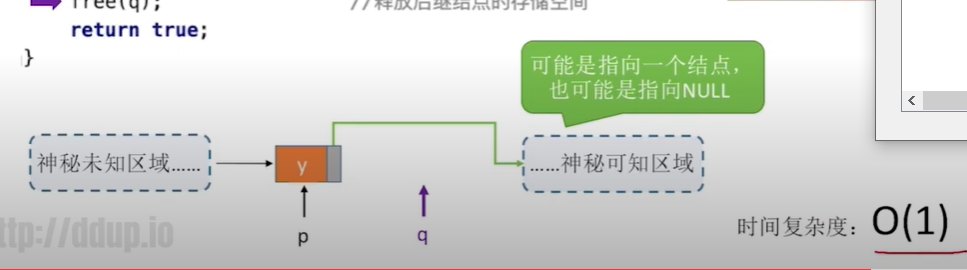 free(q);	//释放后继结点的存储空间
return true;
}
可能是指向一个结点，
也可能是指向NULL
神秘未知区域……
y
……神秘可知区域
p
q
ttp://ddup.io
时间复杂度：O(1)